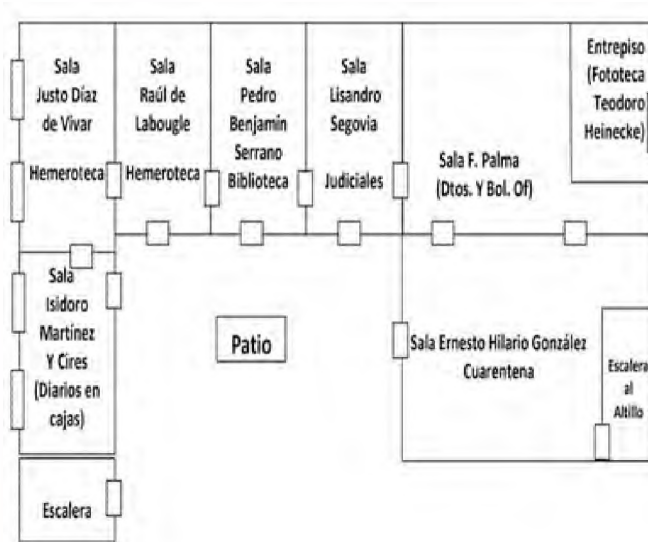 Sala
Justo Díaz
de Vivar
Hemeroteca
Sala
Raúl de
Labougle
Hemeroteca
Sala
Pedro
Benjamín
Serrano
Biblioteca
Sala
Lisandro
Segovia
Judiciales
Sala F. Palma
(Dtos. Y Bol. Of)
Entrepiso
(Fototeca
Teodoro
Heinecke)
Sala
Isidoro
Martínez
Y Cires
(Diarios en
cajas)
Patio
Sala Ernesto Hilario González
Cuarentena
Escalera
al
Altillo
Escalera